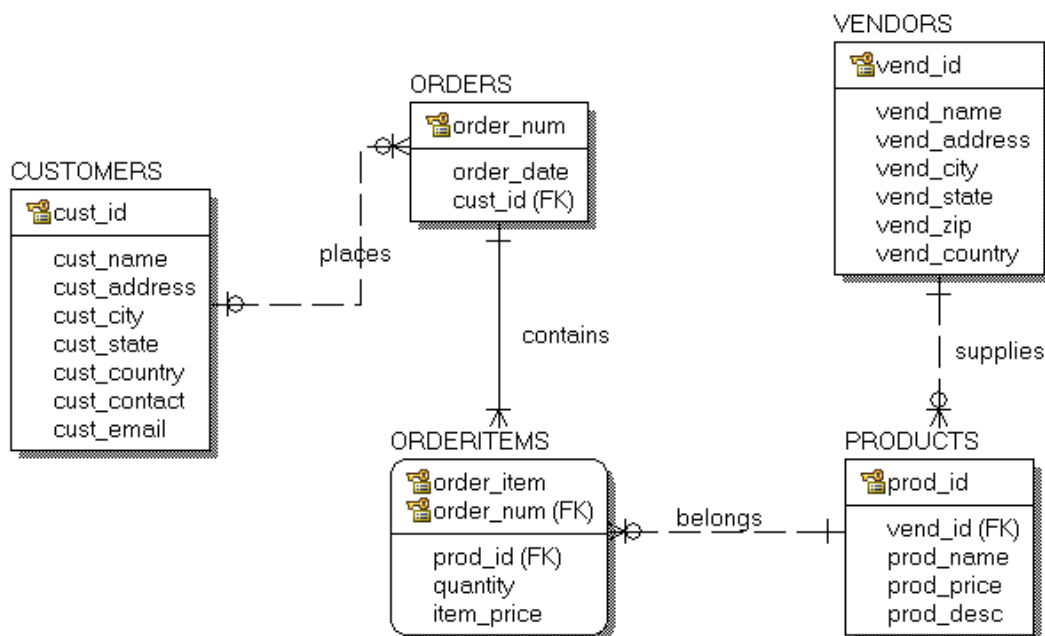 CUSTOMERS
cust_id
cust_name
cust_address
cust_city
cust_state
cust_country
cust_contact
cust_email
places
ORDERS
order_num
order_date
cust_id (FK)
contains
ORDERITEMS
order_item
order_num (FK)
prod_id (FK)
quantity
item_price
belongs
VENDORS
vend_id
vend_name
vend_address
vend_city
vend_state
vend_zip
vend_country
supplies
PRODUCTS
prod_id
vend_id (FK)
prod_name
prod_price
prod_desc